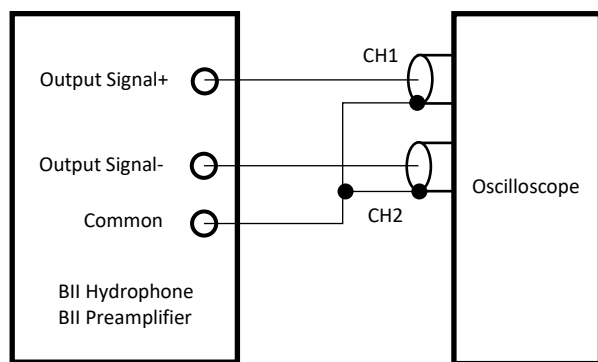 CH1
Output Signal+
Output Signal-
Oscilloscope
Common
CH2
BII Hydrophone
BII Preamplifier